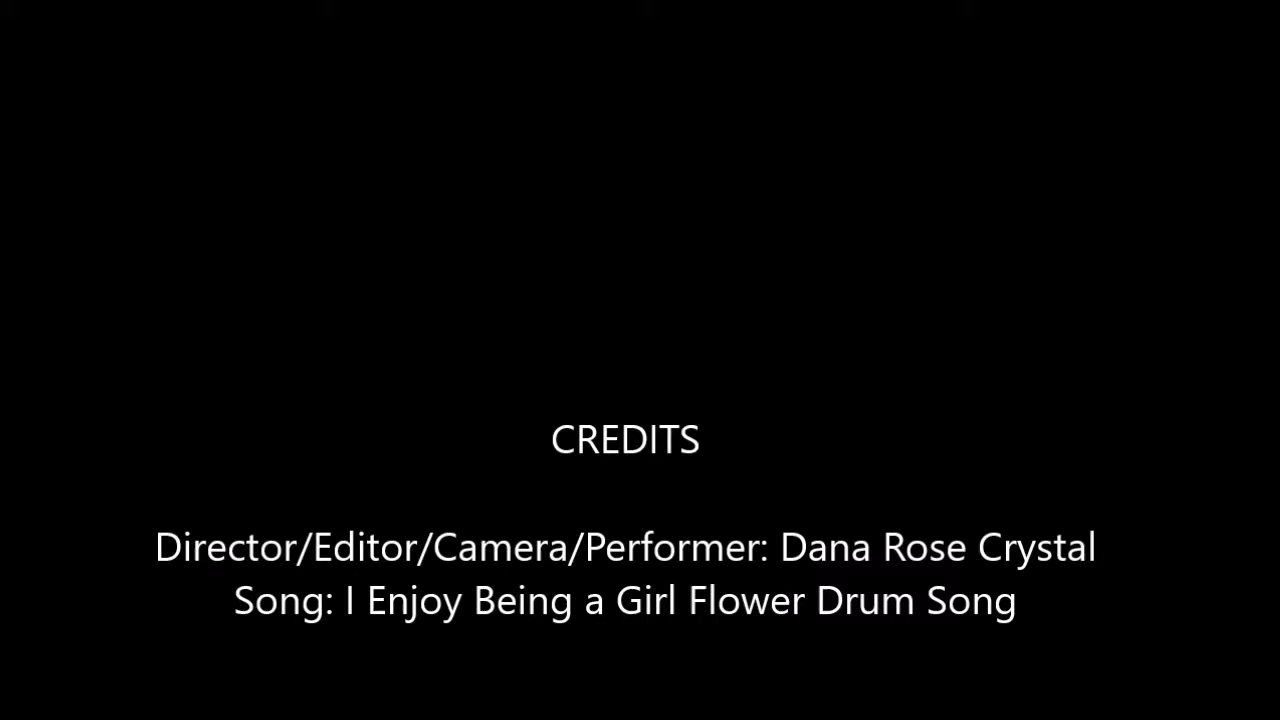 CREDITS
Director/Editor/Camera/Performer: Dana Rose Crystal
Song: I Enjoy Being a Girl Flower Drum Song